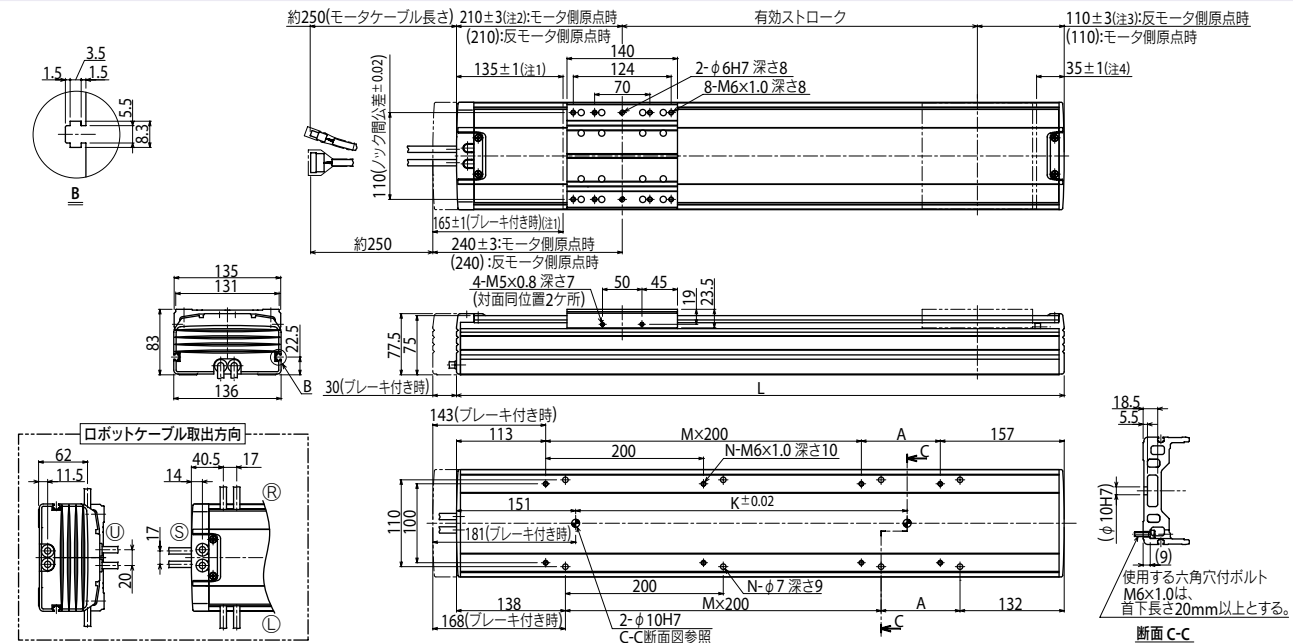 約250(モータケーブル長さ)
210±3(注2):モータ側原点時
(210):反モータ側原点時
有効ストローク
110±3(注3):反モータ側原点時
(110):モータ側原点時
3.5
1.5
1.5
5.5
8.3
B
140
135±1(注1)
124
70
2-φ6H7 深さ8
8-M6×1.0 深さ8
35±1(注4)
110(ノック間公差±0.02)
165±1(ブレーキ付き時)(注1)
約250
240±3:モータ側原点時
(240):反モータ側原点時
135
131
83
22.5
136
B
4-M5×0.8 深さ7
(対面同位置2ケ所)
50
45
19
23.5
77.5
75
30(ブレーキ付き時)
L
ロボットケーブル取出方向
62
11.5
40.5
17
14
Ⓡ
Ⓤ
Ⓢ
17
20
Ⓛ
143(ブレーキ付き時)
113
M×200
A
157
200
N-M6×1.0 深さ10
C
151
K±0.02
110
100
181(ブレーキ付き時)
200
N-φ7 深さ9
138
M×200
A
132
168(ブレーキ付き時)
2-φ10H7
C-C断面図参照
C
18.5
5.5
(φ10H7)
(9)
使用する六角穴付ボルト
M6×1.0は、
首下長さ20mm以上とする。
断面 C-C